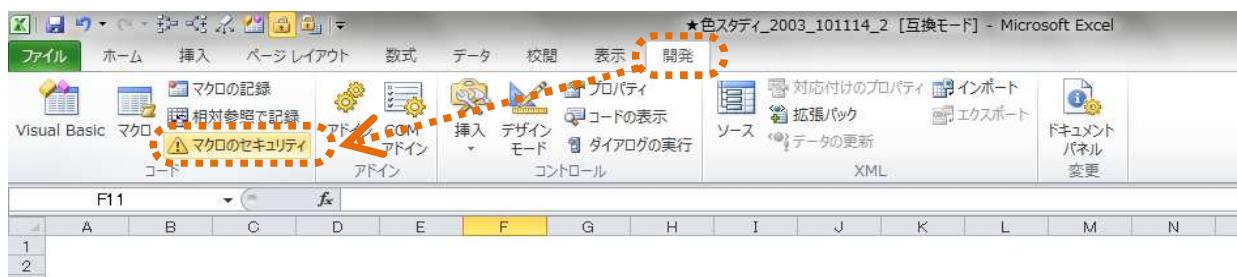 ★色スタディ_2003_101114_2 [互換モード] - Microsoft Excel
ファイル ホーム 挿入 ページ レイアウト 数式 データ 校閲 表示 開発
マクロの記録 プロパティ 対応付けのプロパティ インポート
相対参照で記録 コードの表示 拡張パック エクスポート
Visual Basic マクロ アドイン COM 挿入 デザイン ソース ドキュメント
マクロのセキュリティ アドイン モード ダイアログの実行 データの更新 パネル
コード アドイン コントロール XML 変更
F11 fx
A B C D E F G H I J K L M N
1
2